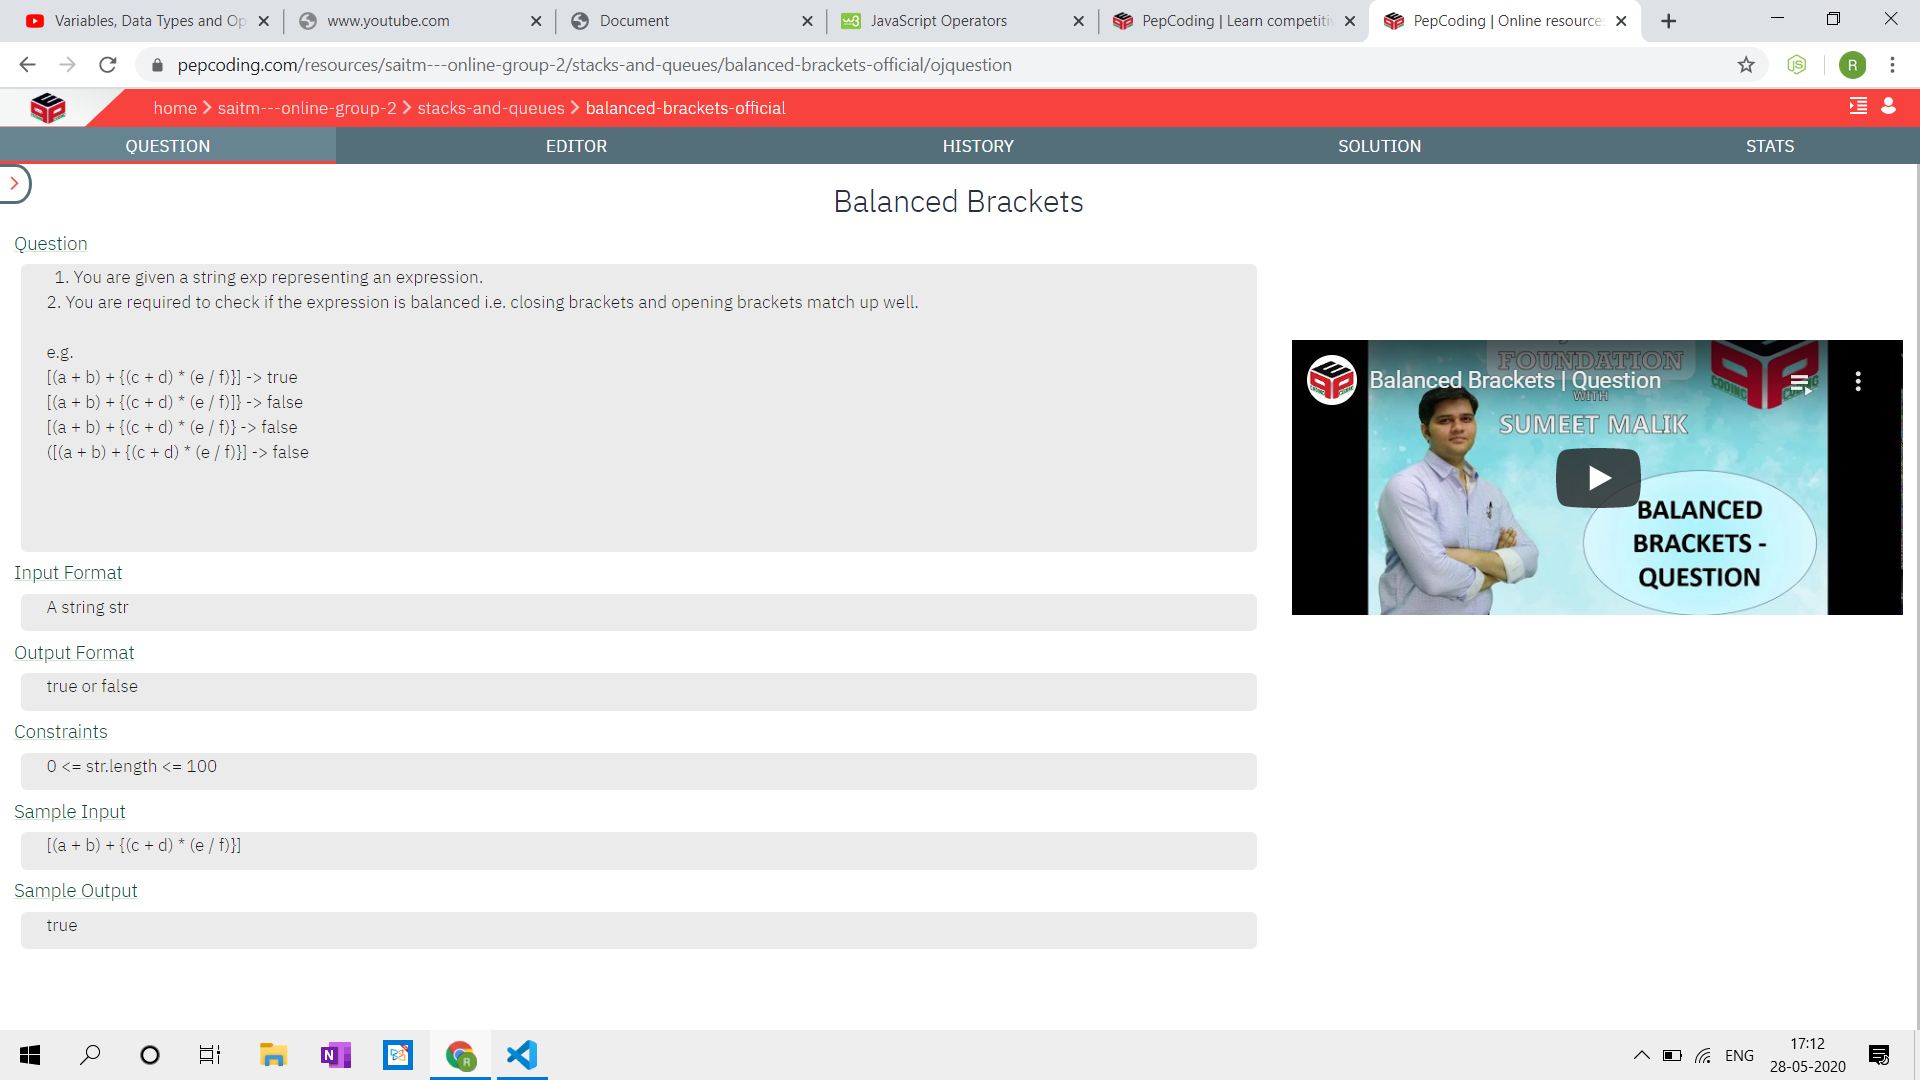 Variables, Data Types and Op
www.youtube.com
Document
JavaScript Operators
PepCoding | Learn competitiv
PepCoding | Online resource
pepcoding.com/resources/saitm---online-group-2/stacks-and-queues/balanced-brackets-official/ojquestion
R
home > saitm---online-group-2 > stacks-and-queues > balanced-brackets-official
QUESTION
EDITOR
HISTORY
SOLUTION
STATS
Balanced Brackets
Question
1. You are given a string exp representing an expression.
2. You are required to check if the expression is balanced i.e. closing brackets and opening brackets match up well.
e.g.
[(a + b) + {(c + d) * (e / f)}] -> true
[(a + b) + {(c + d) * (e / f)]} -> false
[(a + b) + {(c + d) * (e / f)} -> false
([(a + b) + {(c + d) * (e / f)}] -> false
FOUNDATION
Balanced Brackets | Question
WITH
SUMEET MALIK
BALANCED
BRACKETS -
QUESTION
Input Format
A string str
Output Format
true or false
Constraints
0 <= str.length <= 100
Sample Input
[(a + b) + {(c + d) * (e / f)}]
Sample Output
true
ENG
17:12
28-05-2020